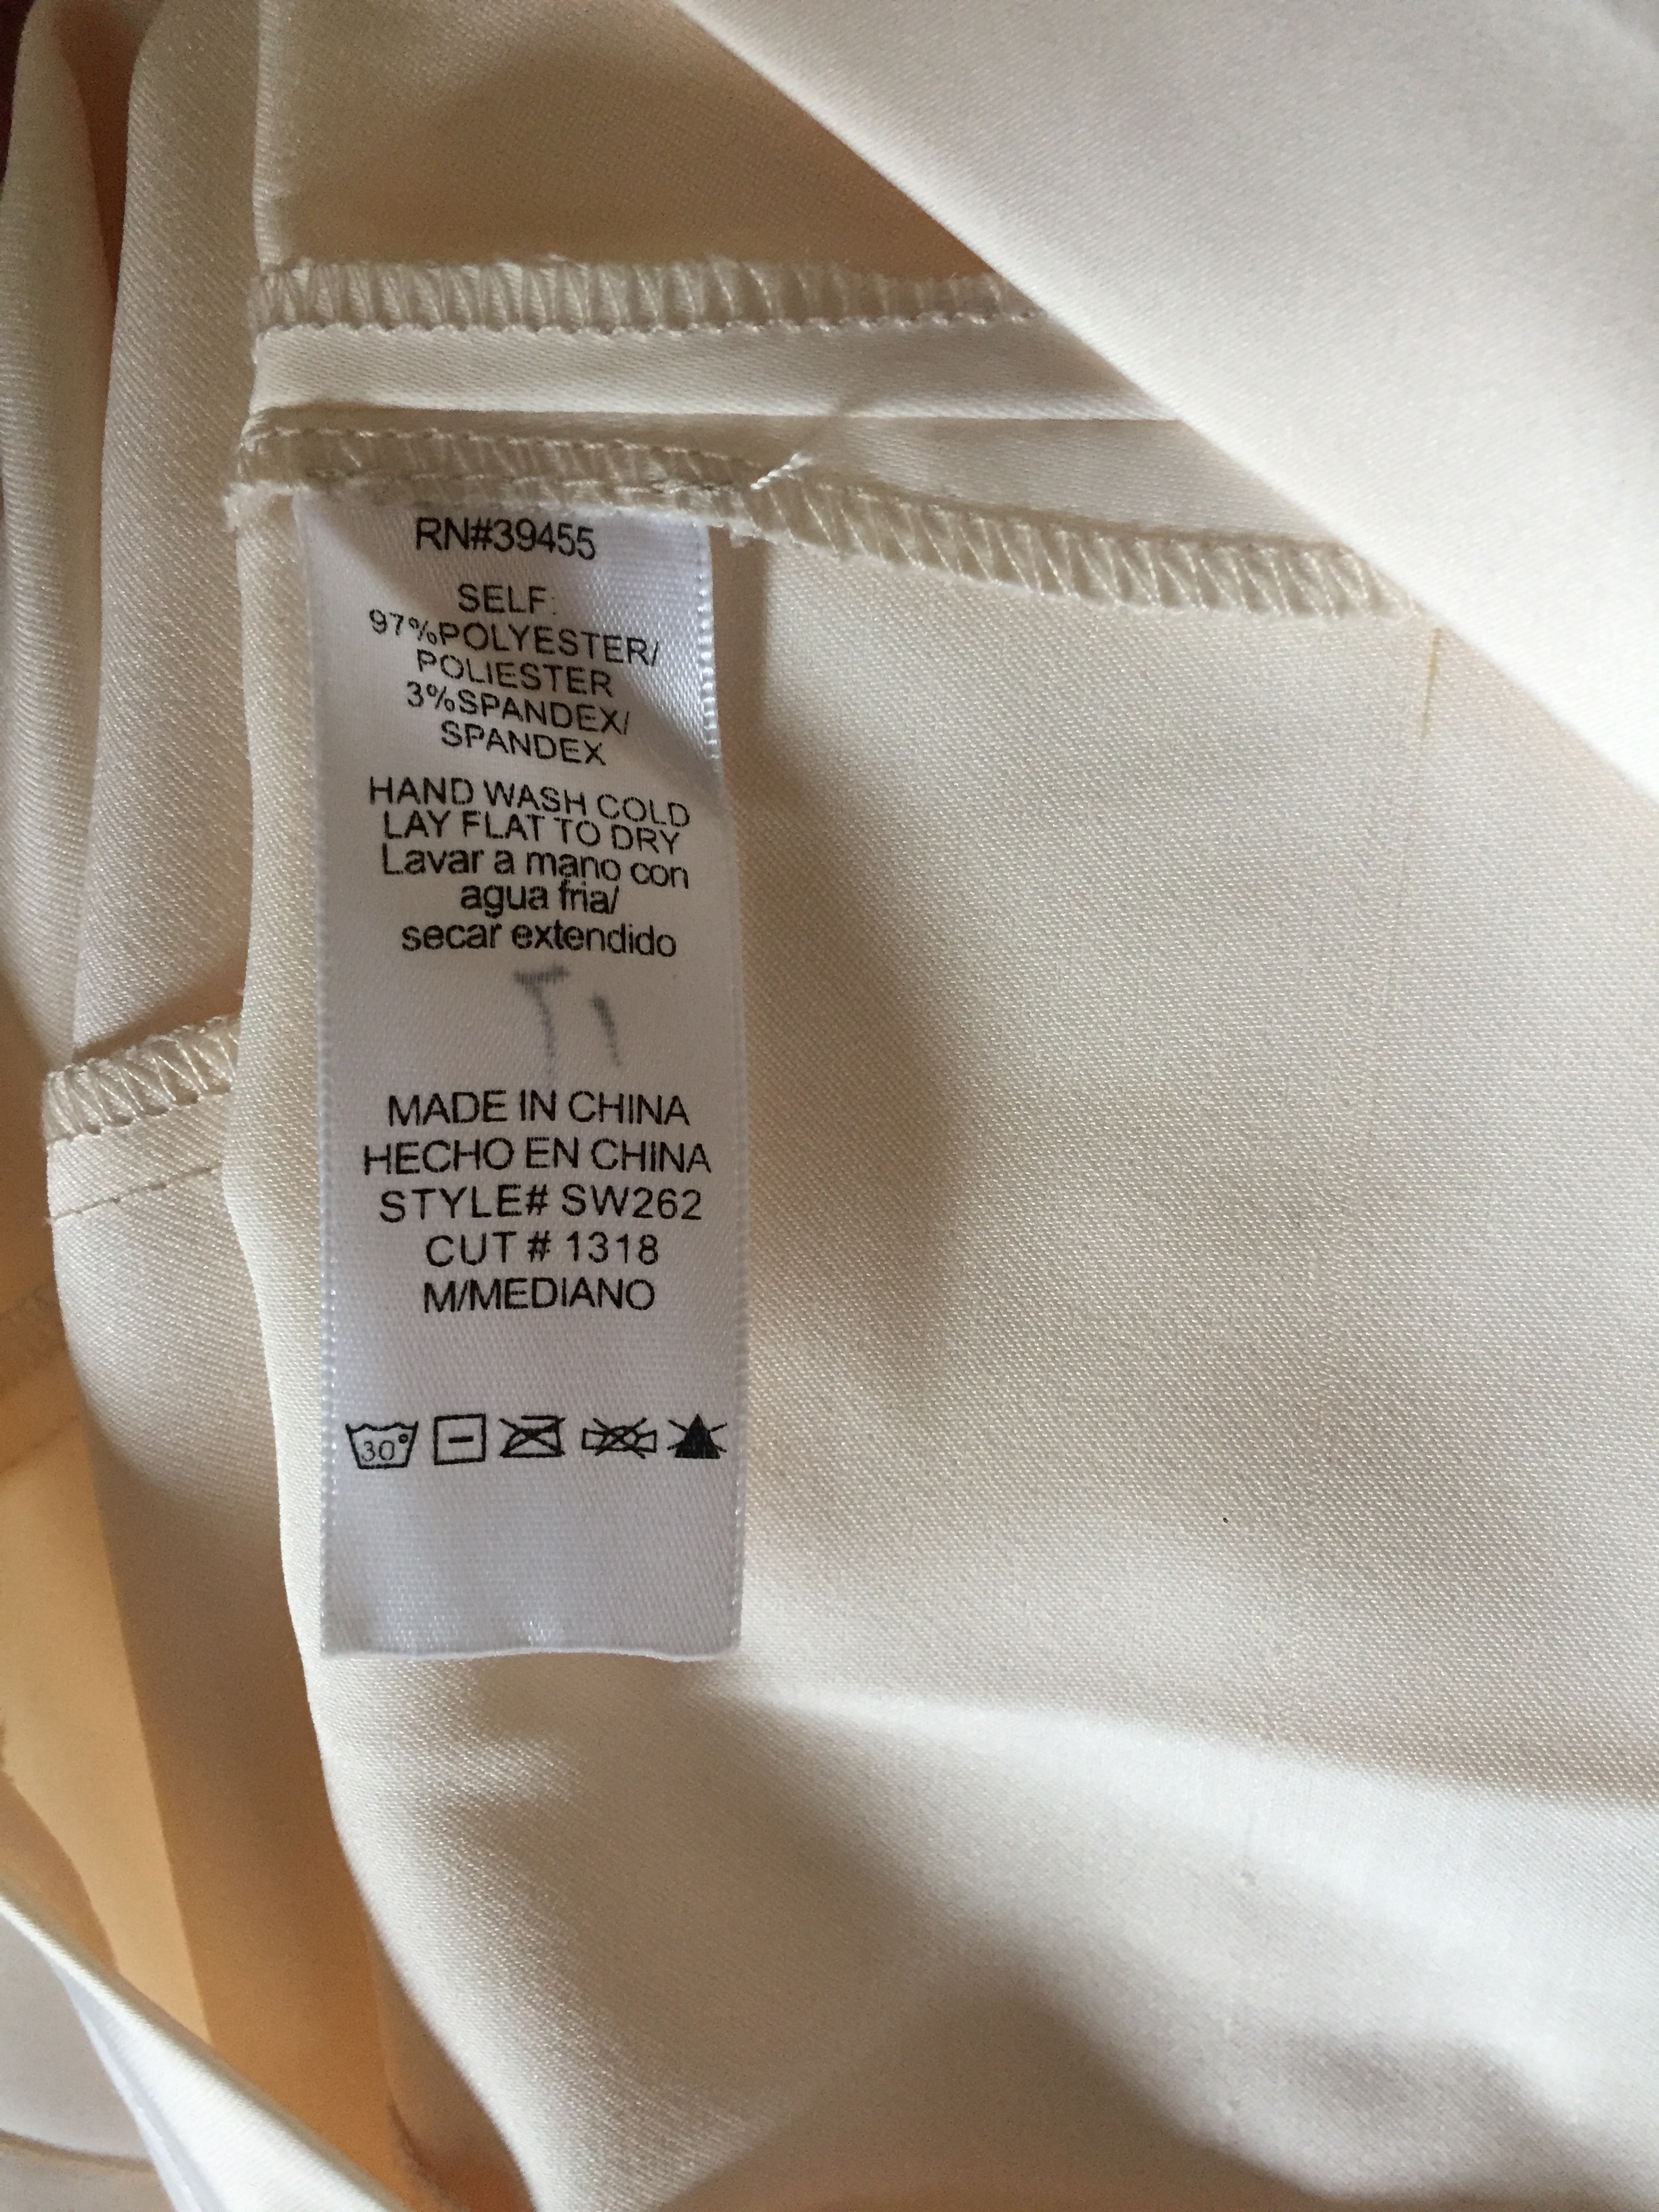 RN#39455
SELF:
97%POLYESTER/
POLIESTER
3%SPANDEX/
SPANDEX
HAND WASH COLD
LAY FLAT TO DRY
Lavar a mano con
agua fria/
secar extendido
MADE IN CHINA
HECHO EN CHINA
STYLE# SW262
CUT # 1318
M/MEDIANO
30°